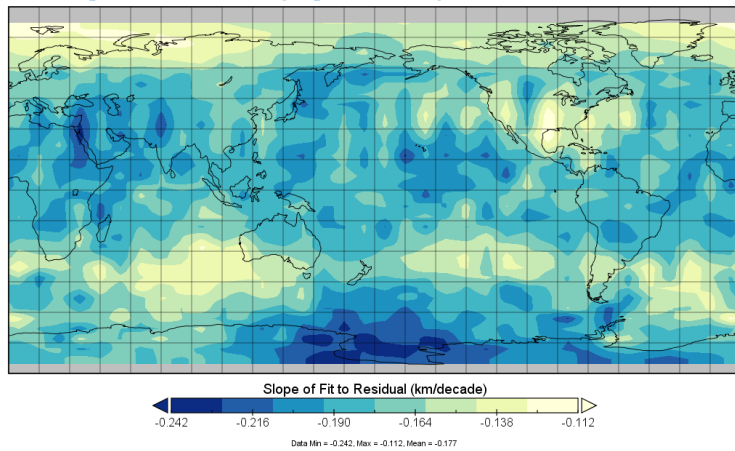 Slope of Fit to Residual (km/decade)
-0.242 -0.216 -0.190 -0.164 -0.138 -0.112
Data Min = -0.242, Max = -0.112, Mean = -0.177